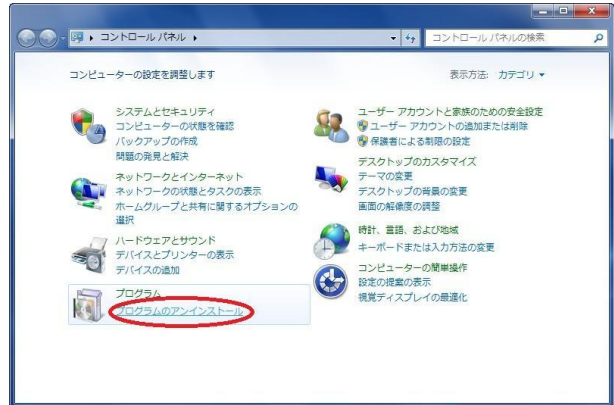 コントロール パネル
コントロール パネルの検索
コンピューターの設定を調整します
表示方法: カテゴリ
システムとセキュリティ
コンピューターの状態を確認
バックアップの作成
問題の発見と解決
ネットワークとインターネット
ネットワークの状態とタスクの表示
ホームグループと共有に関するオプションの
選択
ハードウェアとサウンド
デバイスとプリンターの表示
デバイスの追加
プログラム
プログラムのアンインストール
ユーザー アカウントと家族のための安全設定
ユーザー アカウントの追加または削除
保護者による制限の設定
デスクトップのカスタマイズ
テーマの変更
デスクトップの背景の変更
画面の解像度の調整
時計、言語、および地域
キーボードまたは入力方法の変更
コンピューターの簡単操作
設定の提案の表示
視覚ディスプレイの最適化